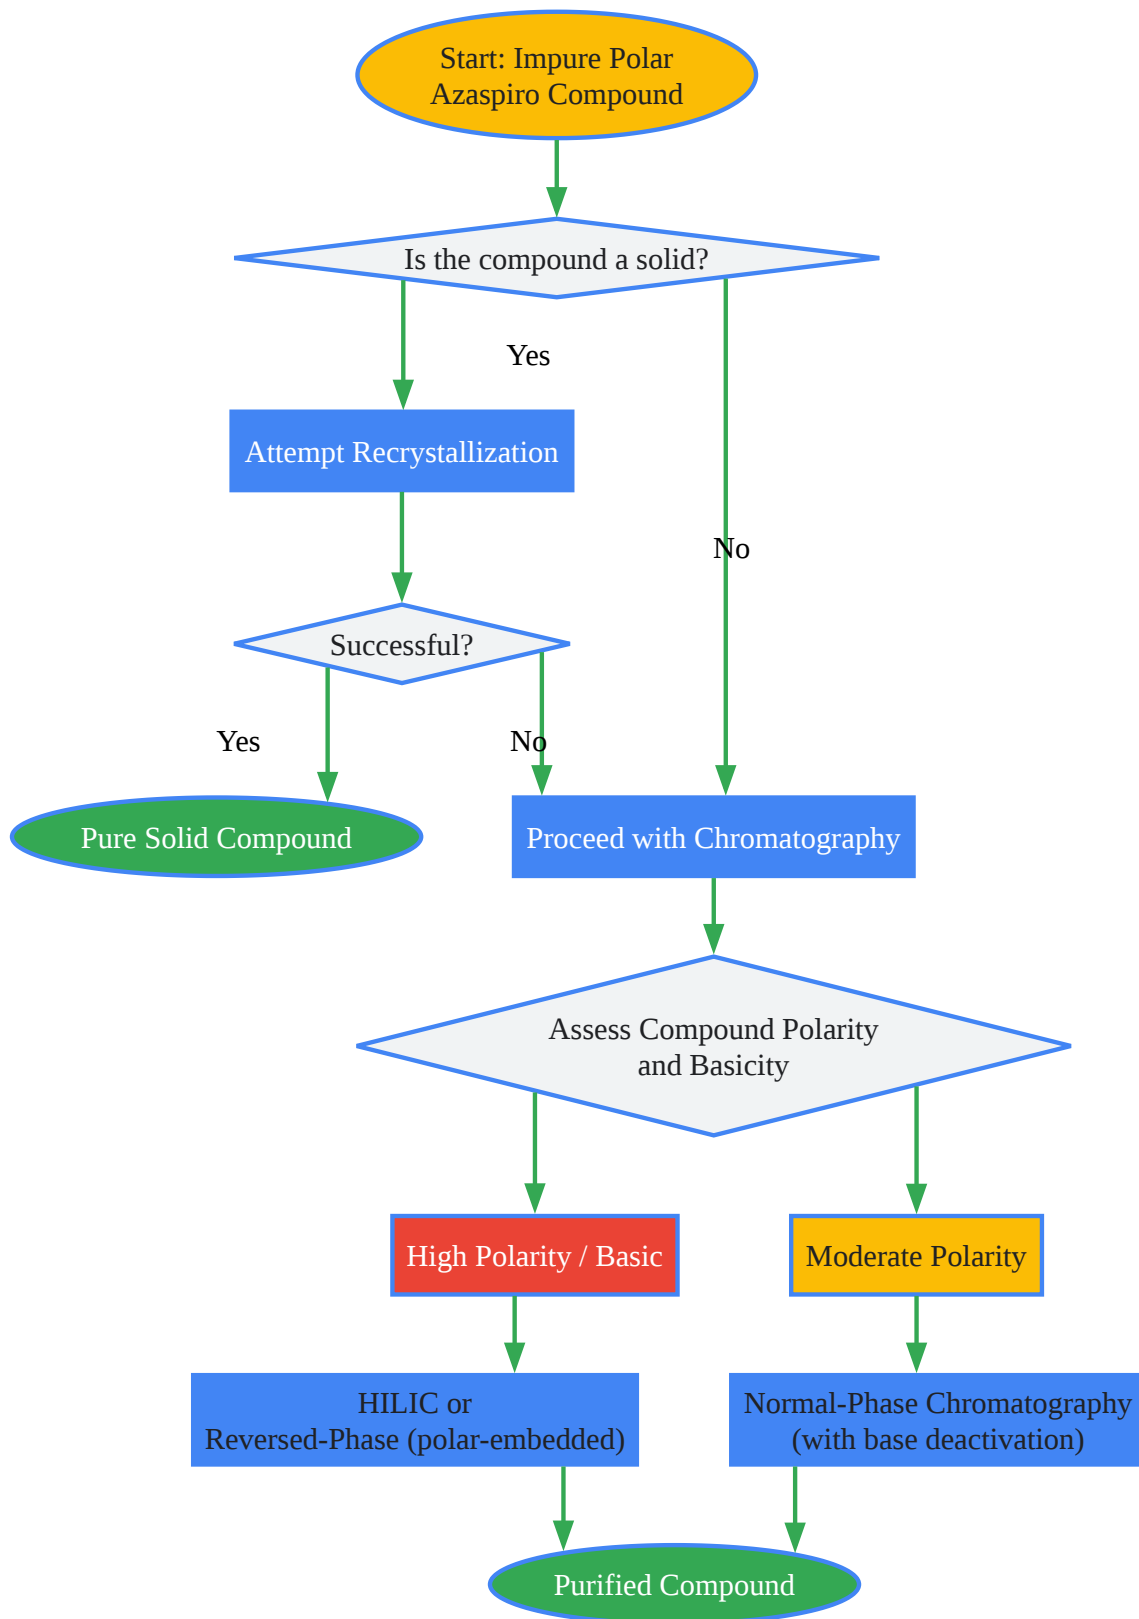 Start: Impure Polar
Azaspiro Compound
Is the compound a solid?
Yes
Attempt Recrystallization
No
Successful?
Yes
No
Pure Solid Compound
Proceed with Chromatography
Assess Compound Polarity
and Basicity
High Polarity / Basic
Moderate Polarity
HILIC or
Reversed-Phase (polar-embedded)
Normal-Phase Chromatography
(with base deactivation)
Purified Compound